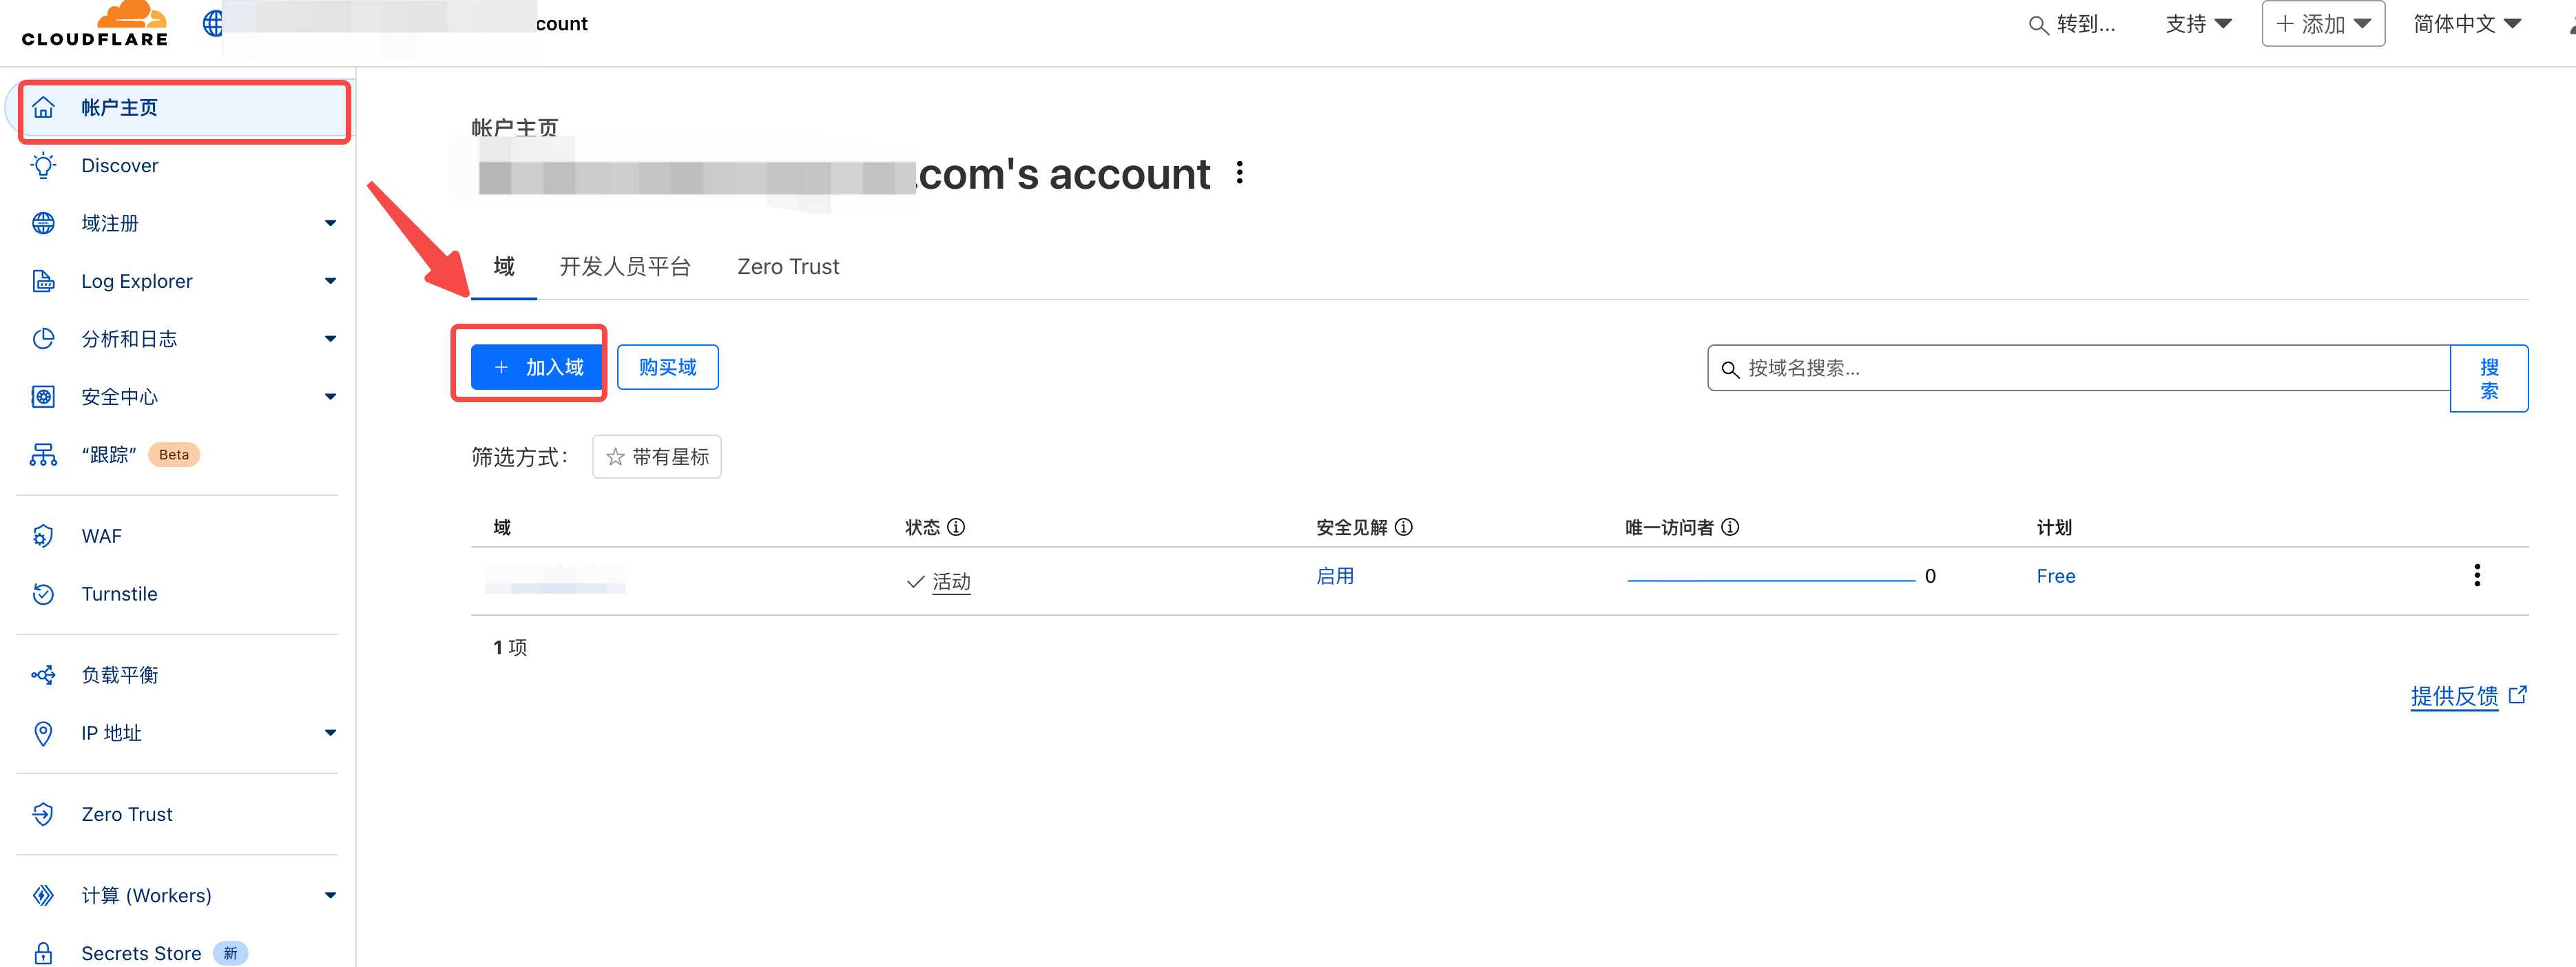 CLOUDFLARE
count
转到...
支持
+ 添加
简体中文
帐户主页
Discover
域注册
Log Explorer
分析和日志
安全中心
“跟踪” Beta
WAF
Turnstile
负载平衡
IP 地址
Zero Trust
计算 (Workers)
Secrets Store 新
帐户主页
.com's account
域 开发人员平台 Zero Trust
+ 加入域 购买域
按域名搜索...
搜
索
筛选方式： 带有星标
域 状态 安全见解 唯一访问者 计划
活动 启用 0 Free
1 项
提供反馈